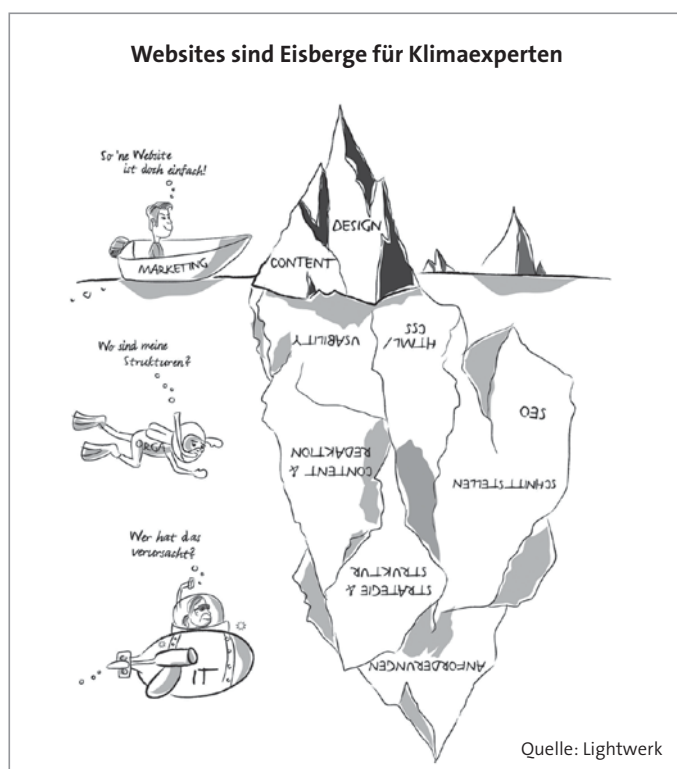 Websites sind Eisberge für Klimaexperten
So 'ne Website
ist doch einfach!
MARKETING
DESIGN
CONTENT
USABILITY
HTML/
CSS
Wo sind meine
Strukturen?
ORGA
CONTENT &
REDAKTION
SEO
SCHNITTSTELLEN
Wer hat das
verursacht?
IT
STRATEGIE &
STRUKTUR
ANFORDERUNGEN
Quelle: Lightwerk